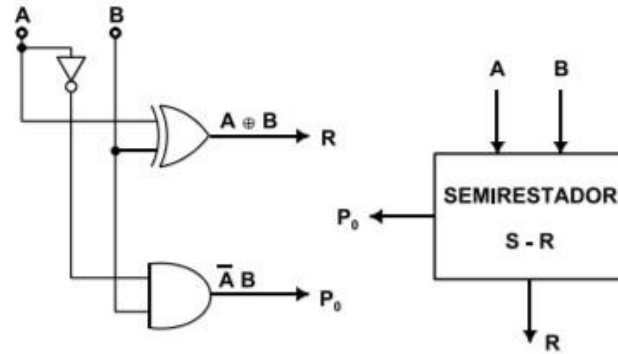 A B
A ⊕ B
R
A̅ B
P₀
A B
SEMIRESTADOR
S - R
P₀
R